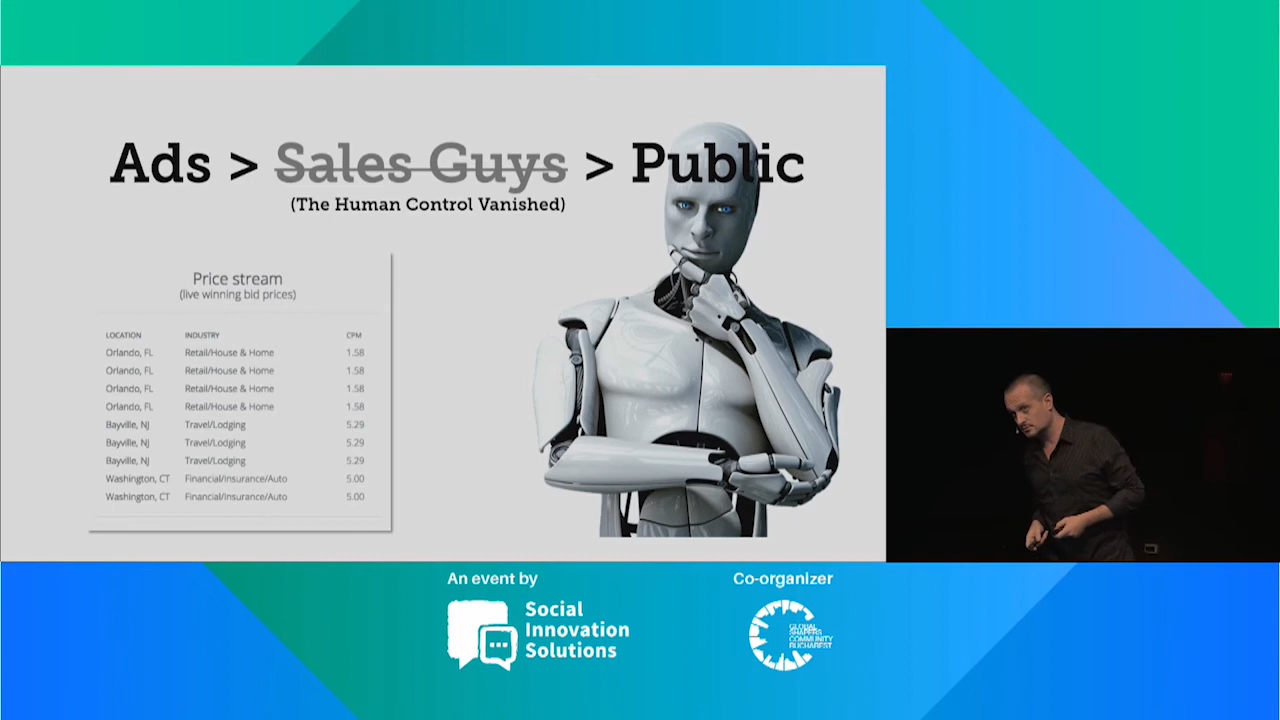 Ads > Sales Guys > Public
(The Human Control Vanished)
Price stream
(live winning bid prices)
LOCATION INDUSTRY CPM
Orlando, FL Retail/House & Home 1.58
Orlando, FL Retail/House & Home 1.58
Orlando, FL Retail/House & Home 1.58
Orlando, FL Retail/House & Home 1.58
Bayville, NJ Travel/Lodging 5.29
Bayville, NJ Travel/Lodging 5.29
Bayville, NJ Travel/Lodging 5.29
Washington, CT Financial/Insurance/Auto 5.00
Washington, CT Financial/Insurance/Auto 5.00
An event by
Social
Innovation
Solutions
Co-organizer
GLOBAL
SHAPERS
COMMUNITY
BUCHAREST